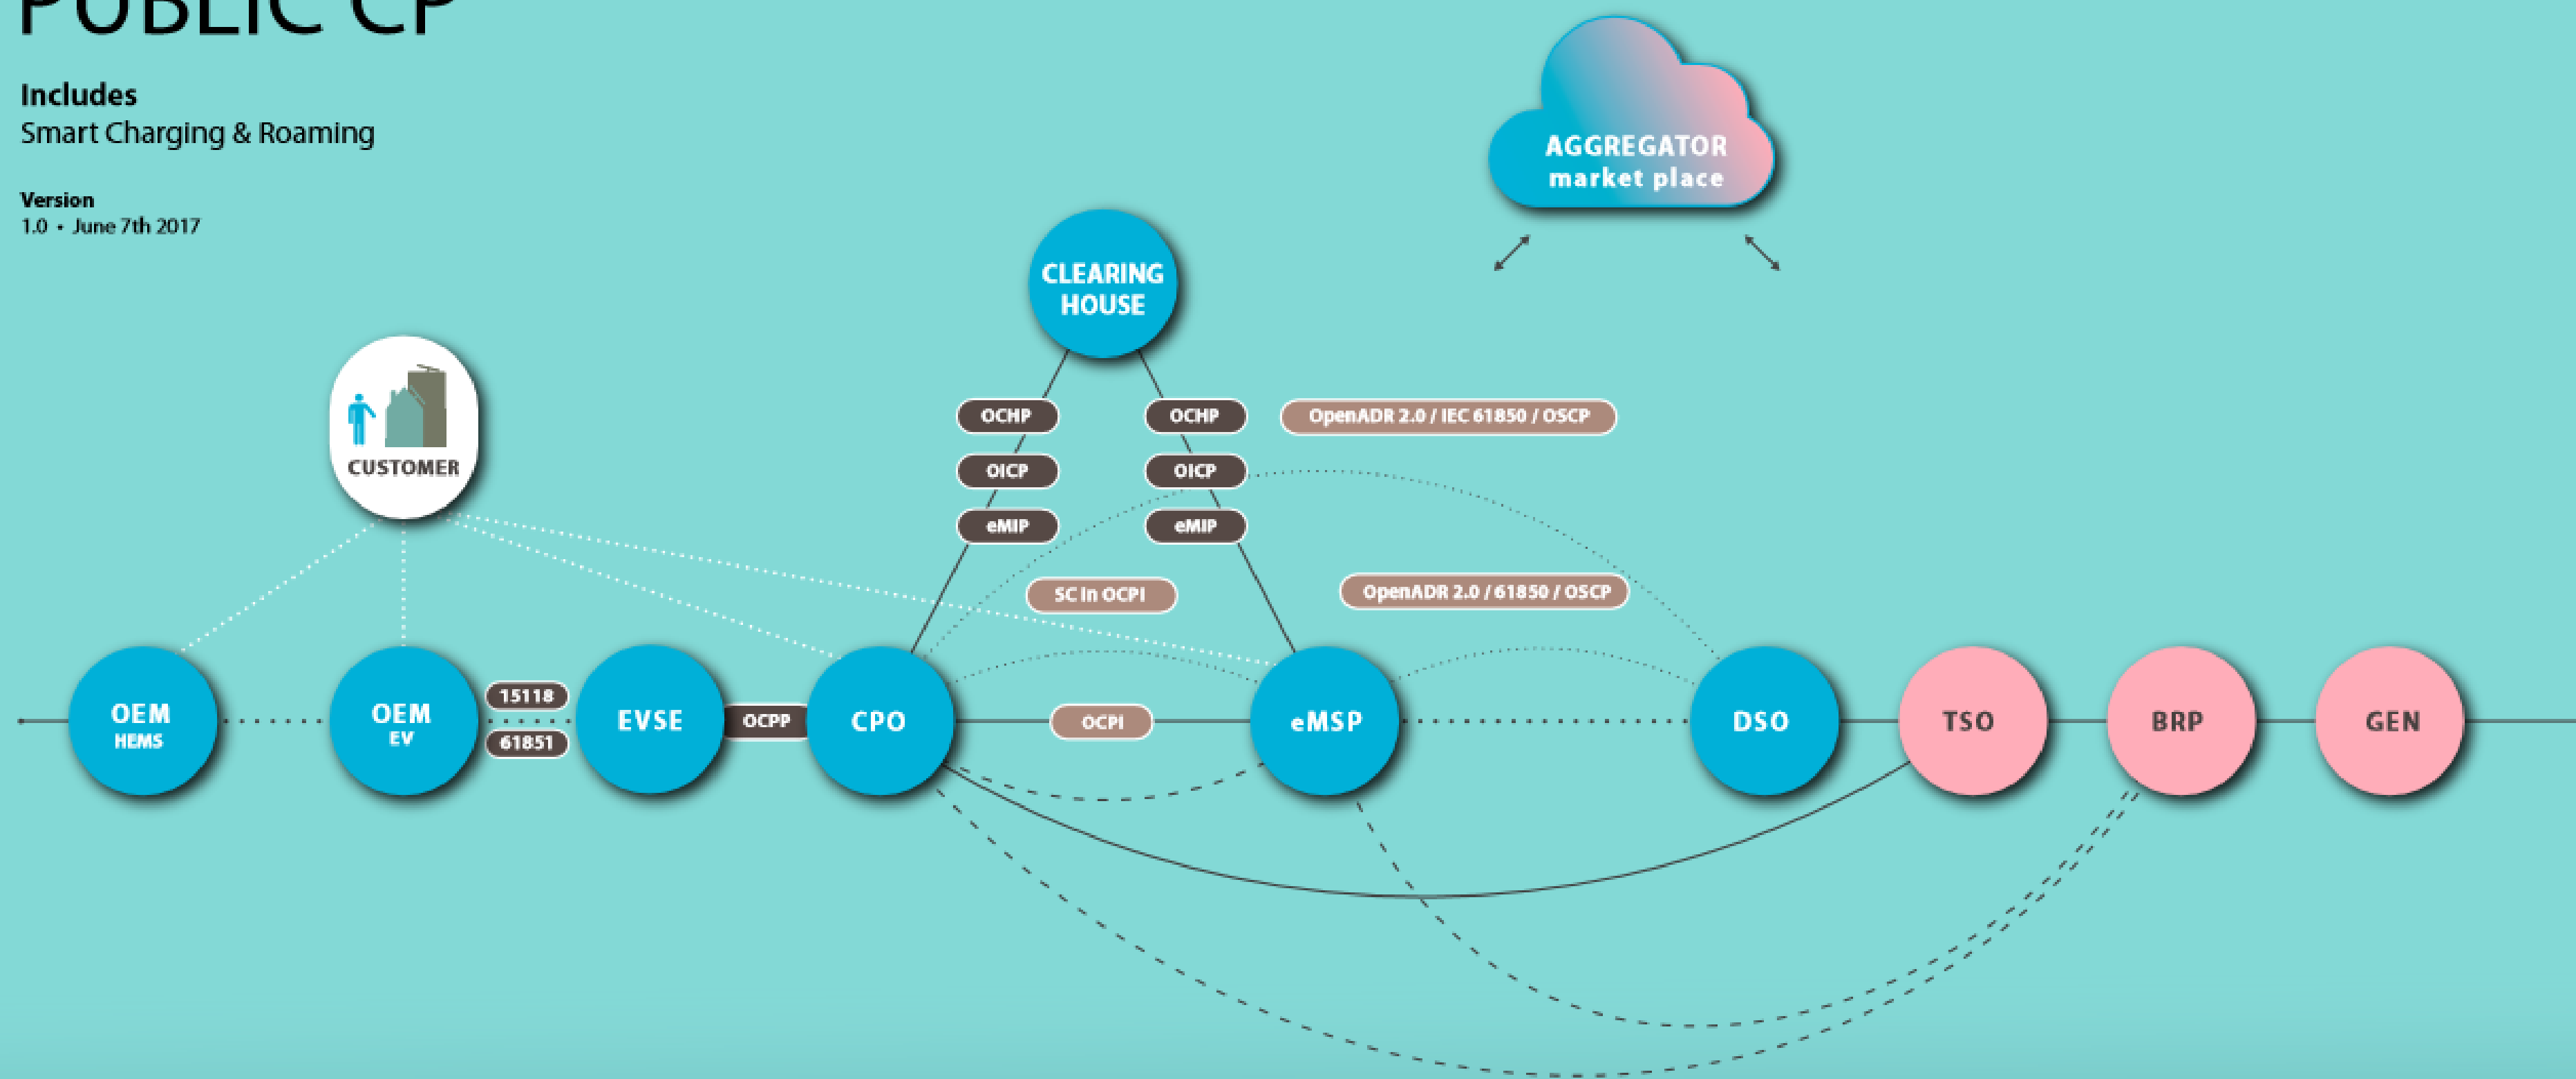 PUBLIC CP
Includes
Smart Charging & Roaming
Version
1.0 • June 7th 2017
AGGREGATOR
market place
CLEARING
HOUSE
CUSTOMER
OCHP
OCHP
OpenADR 2.0 / IEC 61850 / OSCP
OICP
OICP
eMIP
eMIP
SC in OCPI
OpenADR 2.0 / 61850 / OSCP
OEM
HEMS
OEM
EV
15118
61851
EVSE
OCPP
CPO
OCPI
eMSP
DSO
TSO
BRP
GEN